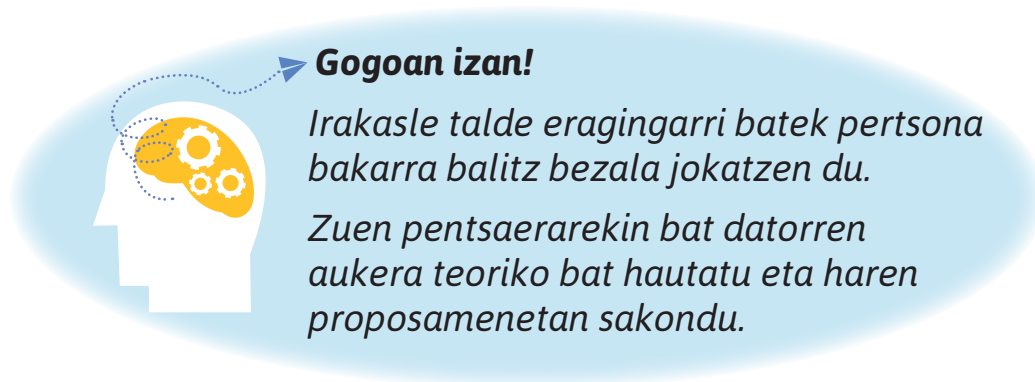 Gogoan izan!
Irakasle talde eragingarri batek pertsona
bakarra balitz bezala jokatzen du.
Zuen pentsaerarekin bat datorren
aukera teoriko bat hautatu eta haren
proposamenetan sakondu.